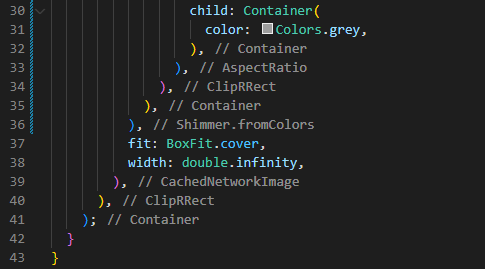 30 child: Container(
31 color: Colors.grey,
32 ), // Container
33 ), // AspectRatio
34 ), // ClipRRect
35 ), // Container
36 ), // Shimmer.fromColors
37 fit: BoxFit.cover,
38 width: double.infinity,
39 ), // CachedNetworkImage
40 ), // ClipRRect
41 ); // Container
42 }
43 }